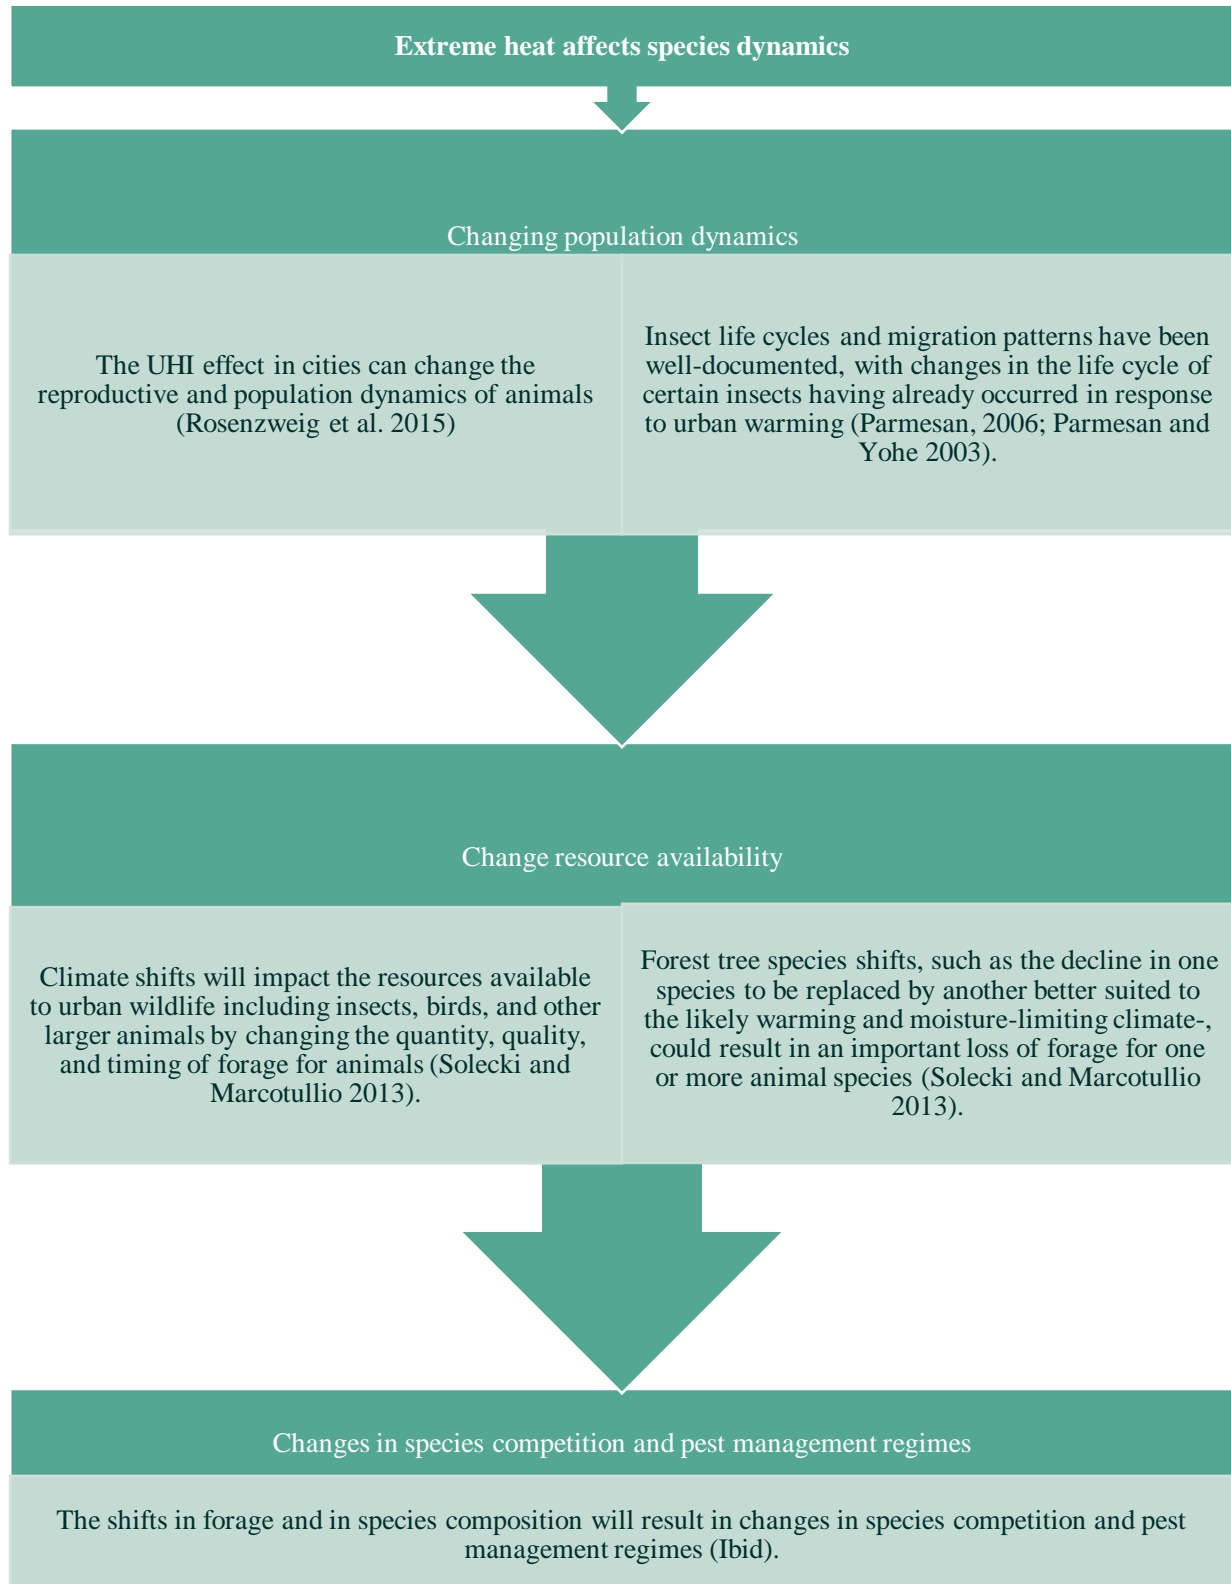 Extreme heat affects species dynamics
Changing population dynamics
The UHI effect in cities can change the
reproductive and population dynamics of animals
(Rosenzweig et al. 2015)
Insect life cycles and migration patterns have been
well-documented, with changes in the life cycle of
certain insects having already occurred in response
to urban warming (Parmesan, 2006; Parmesan and
Yohe 2003).
Change resource availability
Climate shifts will impact the resources available
to urban wildlife including insects, birds, and other
larger animals by changing the quantity, quality,
and timing of forage for animals (Solecki and
Marcotullio 2013).
Forest tree species shifts, such as the decline in one
species to be replaced by another better suited to
the likely warming and moisture-limiting climate-,
could result in an important loss of forage for one
or more animal species (Solecki and Marcotullio
2013).
Changes in species competition and pest management regimes
The shifts in forage and in species composition will result in changes in species competition and pest
management regimes (Ibid).